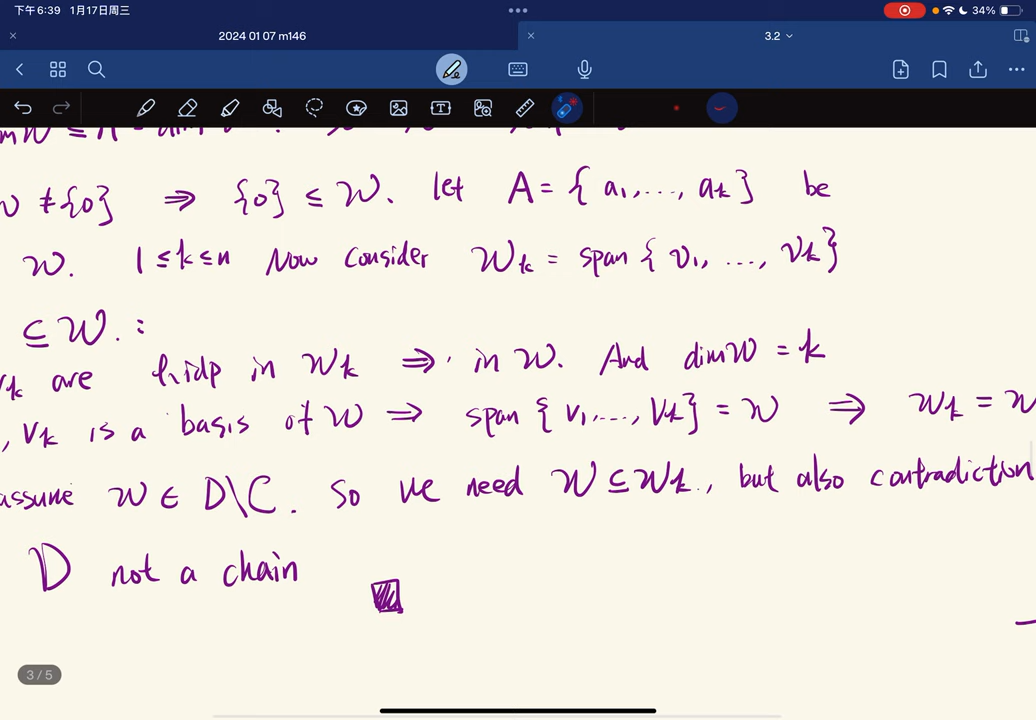 下午6:39 1月17日周三
34%
2024 01 07 m146
3.2
W ≠ {0} ⇒ {0} ≤ W. let A = { a1, ..., ak } be
W. 1 ≤ k ≤ n Now consider Wk = span { v1, ..., vk }
⊆ W. :
vk are in Wk ⇒ in W. And dim W = k
, vk is a basis of W ⇒ span { v1, ..., vk } = W ⇒ Wk = W
assume W ∈ D\C. So we need W ⊆ Wk, but also contradiction
D not a chain
3 / 5